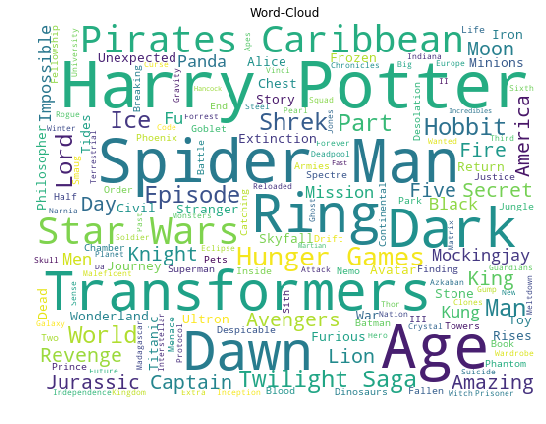 Word-Cloud
Pirates Caribbean
Life
Iron
Moon
Unexpected
Panda
Alice
Frozen
Chronicles
Apes
Vinci
Big
Europe
Indiana
II
Minions
Impossible
Fellowship
University
Curse
Breaking
Gravity
Harry Potter
Hancock
Chest
Story
Squad
Sixth
Rogue
Tides
Ice
Fu
End
Steel
Pearl
Desolation
Incredibles
Hobbit
America
Winter
Philosopher
Smaug
Lord
Terrestrial
Phoenix
Code
Forrest
Goblet
Shrek
Part
Jones
Forever
Deadpool
Wanted
Third
Fire
Extinction
Armies
Fast
Battle
Spider Man
Half
Narnia
Order
Monsters
Reloaded
Spectre
Return
Justice
Day
Episode
Mission
Five
Secret
Civil
Stranger
Catching
Ring
Ghost
Continental
Park
Black
Jungle
Star Wars
Past
Skyfall
Drift
Martian
Matrix
Dark
Chamber
Planet
Soldier
Eclipse
Knight
Hunger Games
Mockingjay
Skull
Men
Da
Journey
Pets
Inside
Attack
Nemo
Avatar
Finding
Guardians
Sense
Maleficent
Superman
Sith
Azkaban
Gump
New
King
Meltdown
Transformers
Thor
Clones
Stone
Kung
Man
Dead
Galaxy
Wonderland
Ultron
Avengers
War
Nation
III
Batman
Crystal
Towers
Toy
World
Titanic
Interstellar
Menace
Protocol
Despicable
Furious
Hero
Rises
Two
Book
Wardrobe
Revenge
Madagascar
Dawn
Lion
Age
Phantom
Prince
Future
Suicide
Jurassic
Captain
Twilight Saga
Amazing
Independence
Kingdom
Extra
Inception
Blood
Dinosaurs
Fallen
Witch
Prisoner